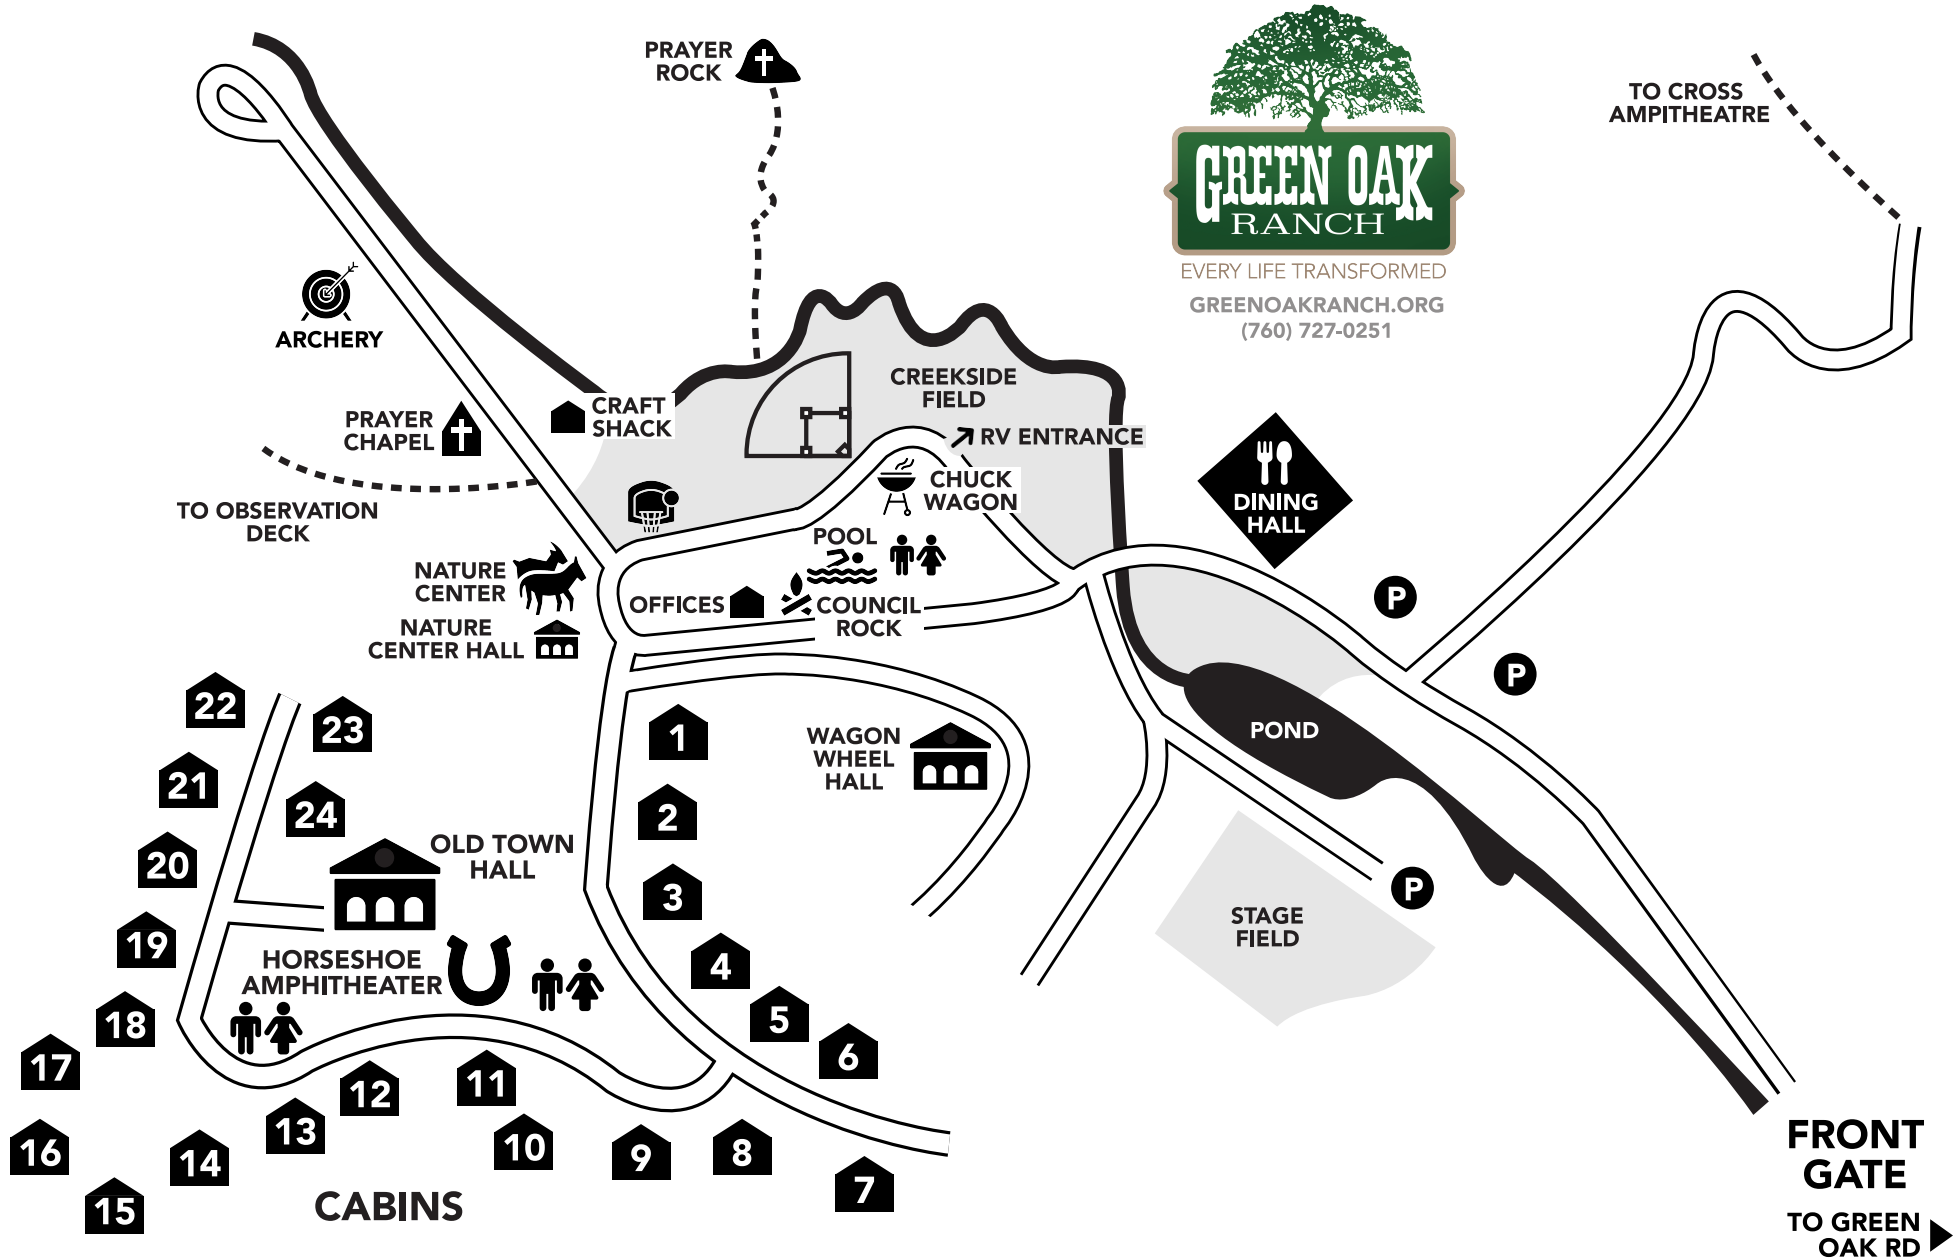 PRAYER
ROCK
GREEN OAK
RANCH
EVERY LIFE TRANSFORMED
GREENOAKRANCH.ORG
(760) 727-0251
TO CROSS
AMPITHEATRE
ARCHERY
CREEKSIDE
FIELD
CRAFT
SHACK
PRAYER
CHAPEL
RV ENTRANCE
CHUCK
WAGON
DINING
HALL
TO OBSERVATION
DECK
POOL
NATURE
CENTER
OFFICES
COUNCIL
ROCK
NATURE
CENTER HALL
P
P
P
POND
WAGON
WHEEL
HALL
STAGE
FIELD
OLD TOWN
HALL
HORSESHOE
AMPHITHEATER
22
23
21
24
20
19
18
17
16
15
14
13
12
11
10
9
8
7
6
5
4
3
2
1
CABINS
FRONT
GATE
TO GREEN
OAK RD